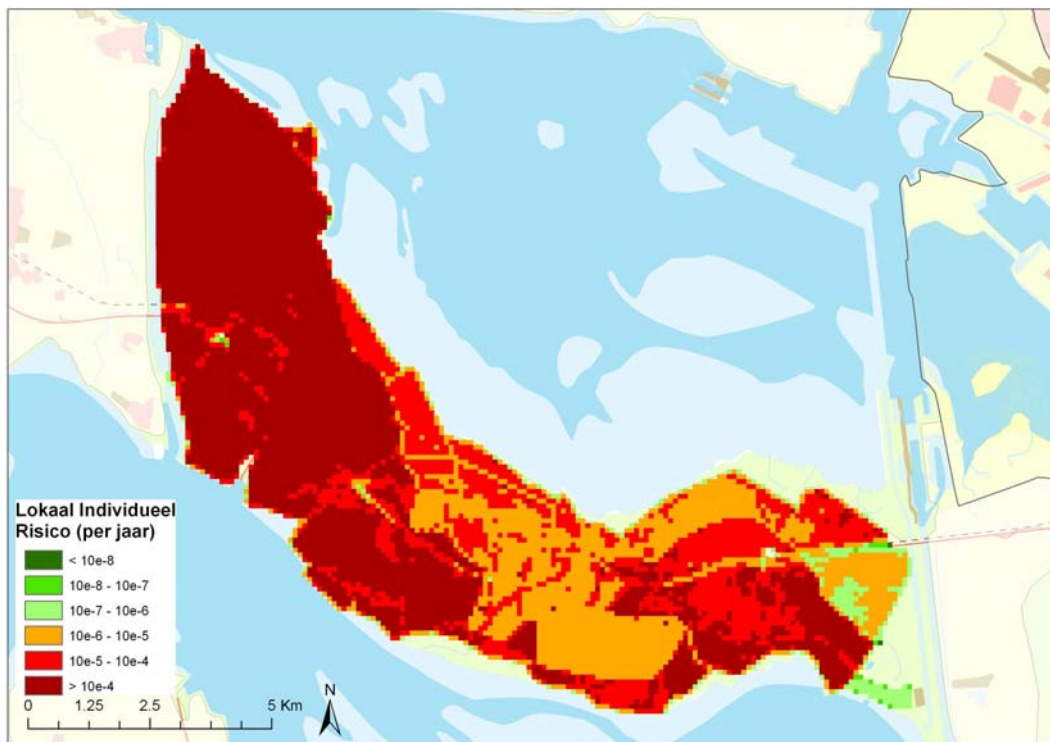 Lokaal Individueel
Risico (per jaar)
< 10e-8
10e-8 - 10e-7
10e-7 - 10e-6
10e-6 - 10e-5
10e-5 - 10e-4
> 10e-4
0 1.25 2.5 5 Km
N